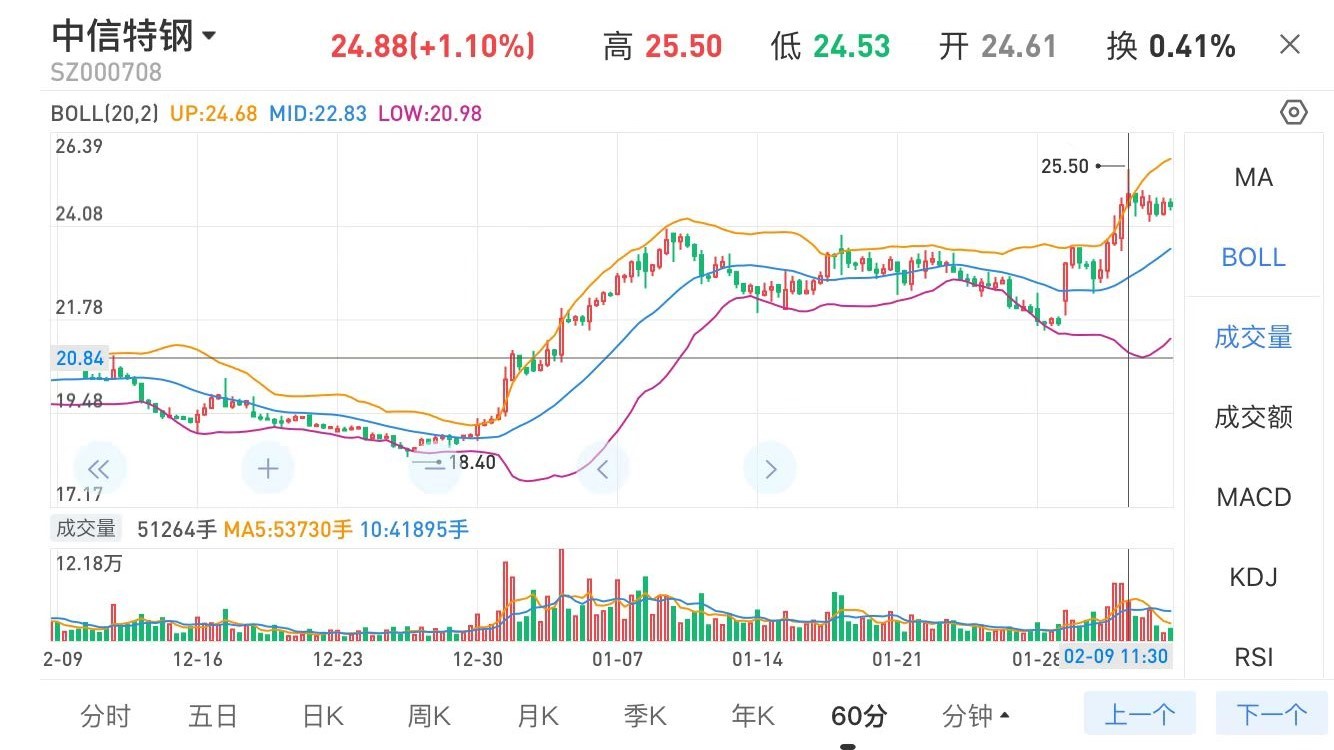 中信特钢
24.88(+1.10%) 高 25.50 低 24.53 开 24.61 换 0.41%
SZ000708
BOLL(20,2) UP:24.68 MID:22.83 LOW:20.98
26.39
25.50
MA
24.08
BOLL
21.78
成交量
20.84
19.48
成交额
18.40
17.17
MACD
成交量 51264手 MA5:53730手 10:41895手
12.18万
KDJ
2-09 12-16 12-23 12-30 01-07 01-14 01-21 01-28 02-09 11:30
RSI
分时 五日 日K 周K 月K 季K 年K 60分 分钟 上一个 下一个